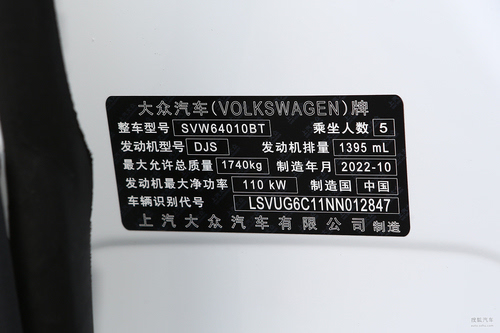 大众汽车(VOLKSWAGEN)牌
整车型号 SVW64010BT 乘坐人数 5
发动机型号 DJS 发动机排量 1395 mL
最大允许总质量 1740kg 制造年月 2022-10
发动机最大净功率 110 kW 制造国 中国
车辆识别代号 LSVUG6C11NN012847
上汽大众汽车有限公司 制造
搜狐汽车